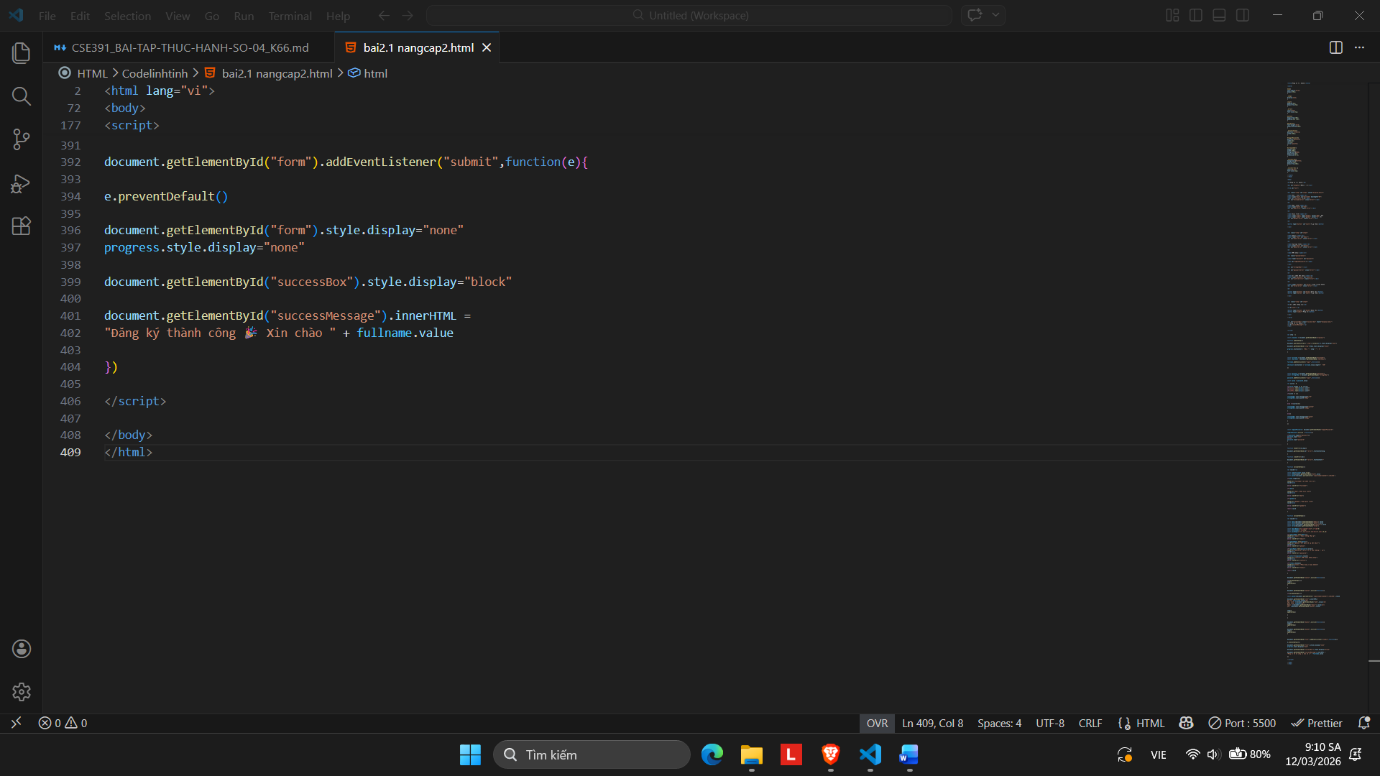 File Edit Selection View Go Run Terminal Help
Untitled (Workspace)
CSE391_BAI-TAP-THUC-HANH-SO-04_K66.md
bai2.1 nangcap2.html
HTML > Codelinhtinh > bai2.1 nangcap2.html > html
2 <html lang="vi">
72 <body>
177 <script>
391
392 document.getElementById("form").addEventListener("submit",function(e){
393
394 e.preventDefault()
395
396 document.getElementById("form").style.display="none"
397 progress.style.display="none"
398
399 document.getElementById("successBox").style.display="block"
400
401 document.getElementById("successMessage").innerHTML =
402 "Đăng ký thành công 🎉 Xin chào " + fullname.value
403
404 })
405
406 </script>
407
408 </body>
409 </html>
0 0
OVR Ln 409, Col 8 Spaces: 4 UTF-8 CRLF HTML Port : 5500 Prettier
Tìm kiếm
L
VIE
80%
9:10 SA
12/03/2026